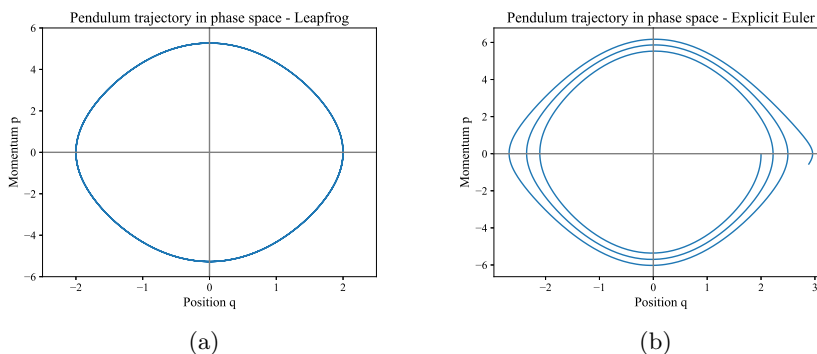 Pendulum trajectory in phase space - Leapfrog
6
4
2
0
−2
−4
−6
Momentum p
−2 −1 0 1 2
Position q
(a)
Pendulum trajectory in phase space - Explicit Euler
6
4
2
0
−2
−4
−6
Momentum p
−2 −1 0 1 2 3
Position q
(b)